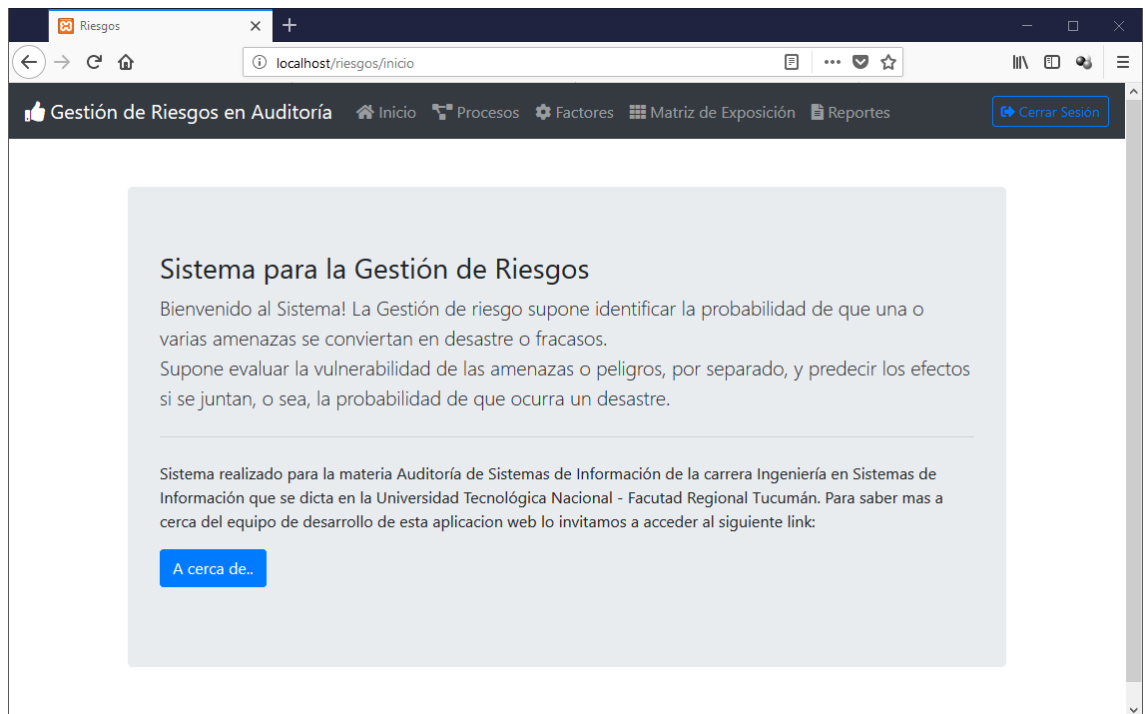 Riesgos
localhost/riesgos/inicio
Gestión de Riesgos en Auditoría Inicio Procesos Factores Matriz de Exposición Reportes Cerrar Sesión
Sistema para la Gestión de Riesgos
Bienvenido al Sistema! La Gestión de riesgo supone identificar la probabilidad de que una o
varias amenazas se conviertan en desastre o fracasos.
Supone evaluar la vulnerabilidad de las amenazas o peligros, por separado, y predecir los efectos
si se juntan, o sea, la probabilidad de que ocurra un desastre.
Sistema realizado para la materia Auditoría de Sistemas de Información de la carrera Ingeniería en Sistemas de
Información que se dicta en la Universidad Tecnológica Nacional - Facutad Regional Tucumán. Para saber mas a
cerca del equipo de desarrollo de esta aplicacion web lo invitamos a acceder al siguiente link:
A cerca de..